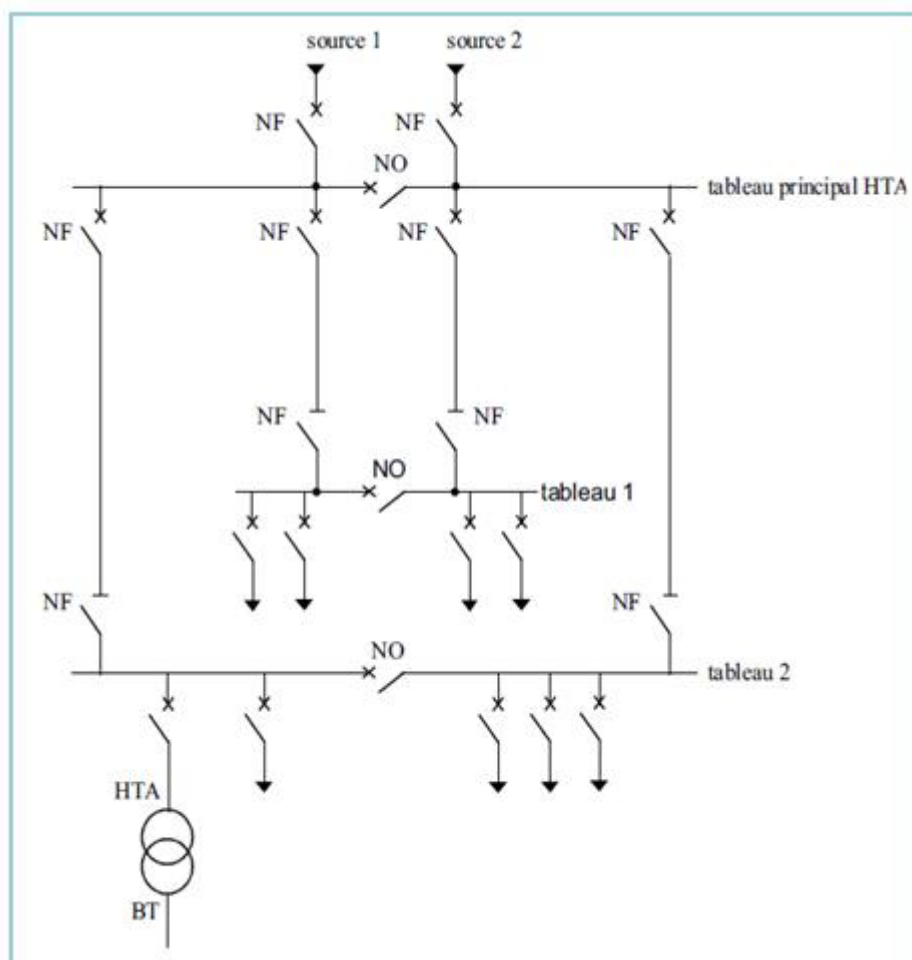 source 1
source 2
NF
NF
NO
tableau principal HTA
NF
NF
NF
NF
NF
NF
NO
tableau 1
NF
NF
NO
tableau 2
HTA
BT